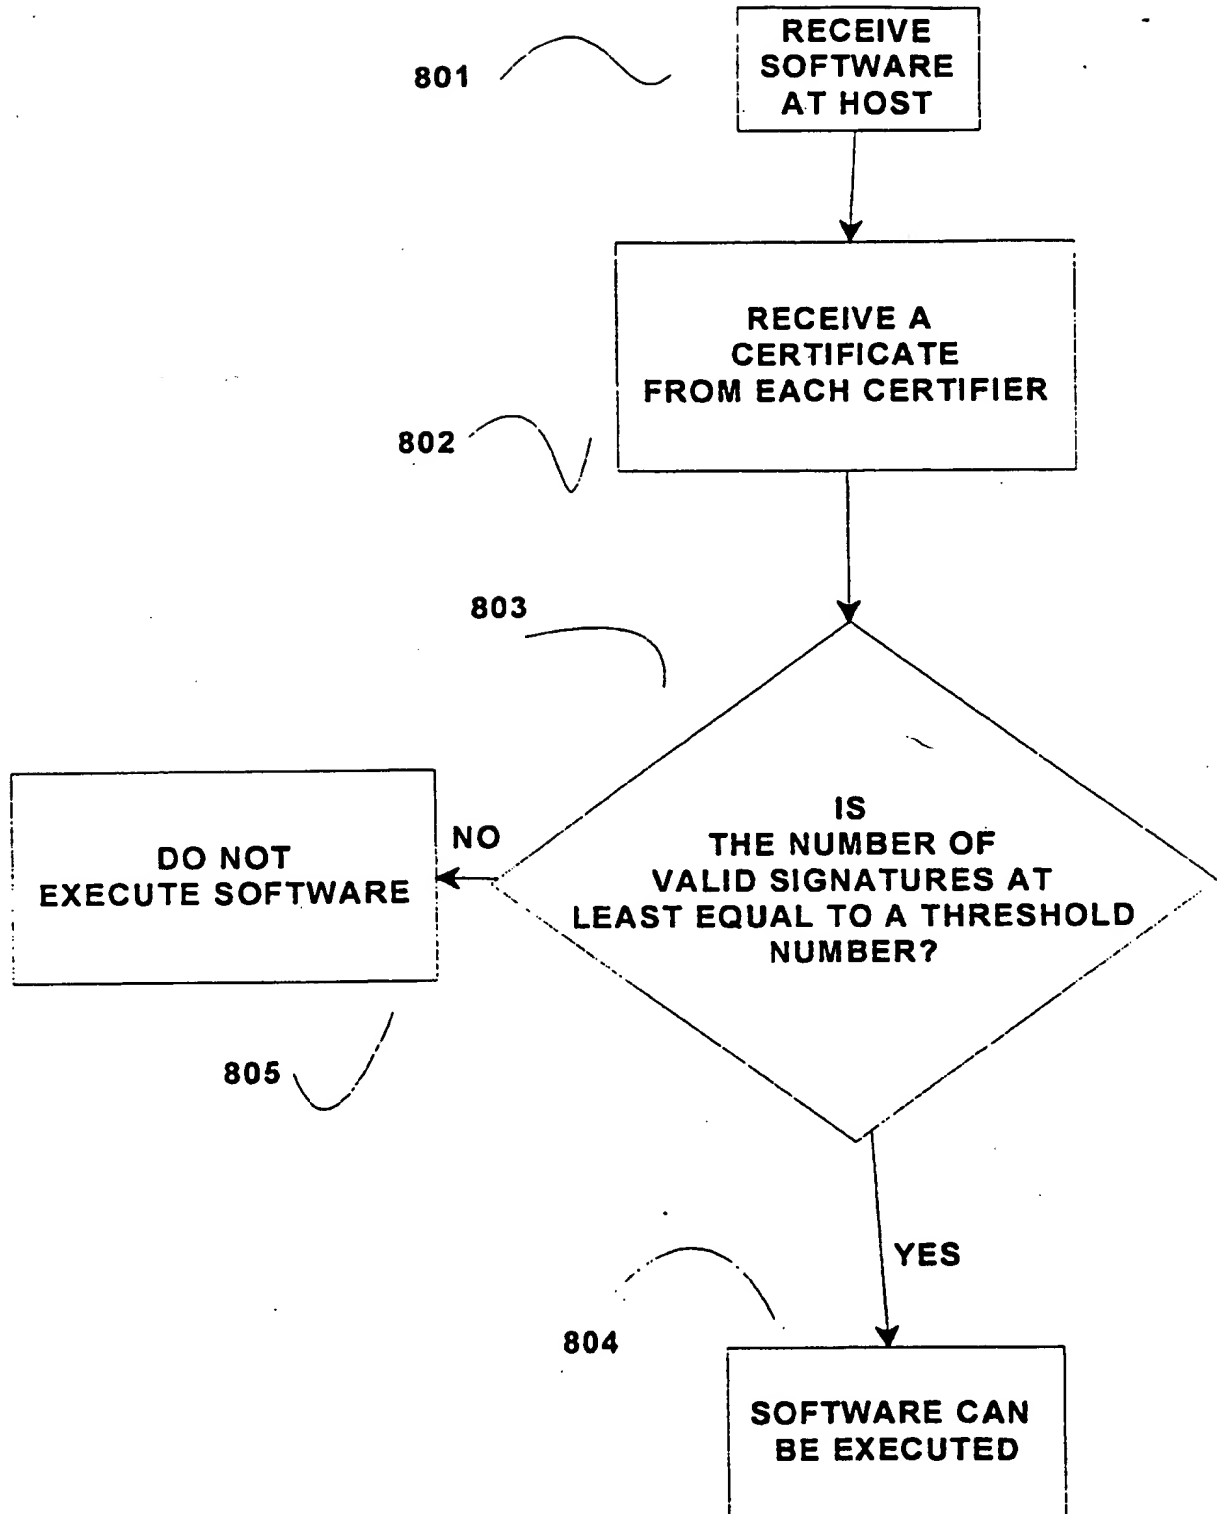 801
RECEIVE
SOFTWARE
AT HOST
RECEIVE A
CERTIFICATE
FROM EACH CERTIFIER
802
803
IS
THE NUMBER OF
VALID SIGNATURES AT
LEAST EQUAL TO A THRESHOLD
NUMBER?
NO
DO NOT
EXECUTE SOFTWARE
805
YES
804
SOFTWARE CAN
BE EXECUTED